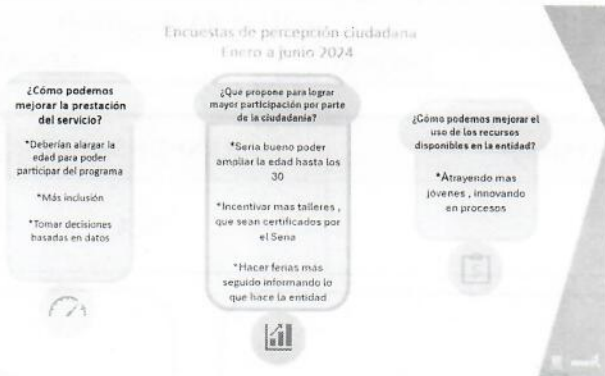 Encuestas de percepción ciudadana
Enero a junio 2024
¿Cómo podemos
mejorar la prestación
del servicio?
*Deberían alargar la
edad para poder
participar del programa
*Más inclusión
*Tomar decisiones
basadas en datos
¿Que propone para lograr
mayor participación por parte
de la ciudadanía?
*Seria bueno poder
ampliar la edad hasta los
30
*Incentivar mas talleres ,
que sean certificados por
el Sena
*Hacer ferias más
seguido informando lo
que hace la entidad
¿Cómo podemos mejorar el
uso de los recursos
disponibles en la entidad?
*Atrayendo mas
jóvenes , innovando
en procesos